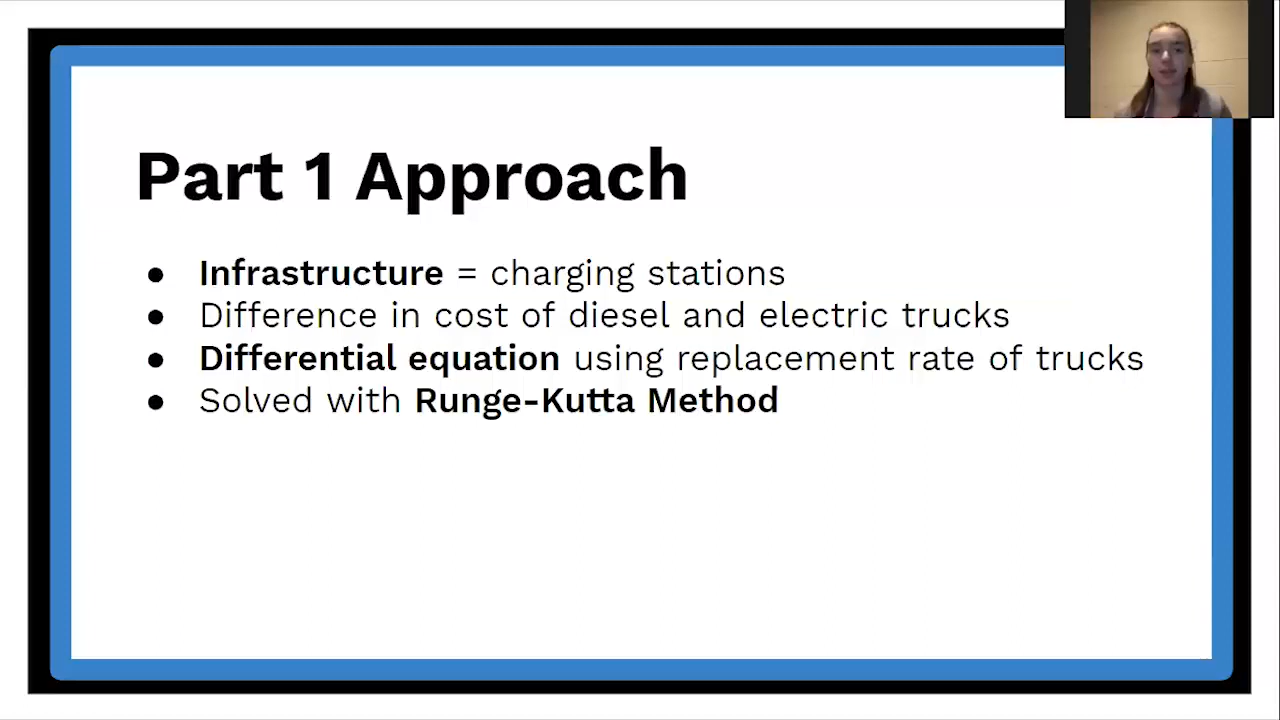 Part 1 Approach
● Infrastructure = charging stations
● Difference in cost of diesel and electric trucks
● Differential equation using replacement rate of trucks
● Solved with Runge-Kutta Method